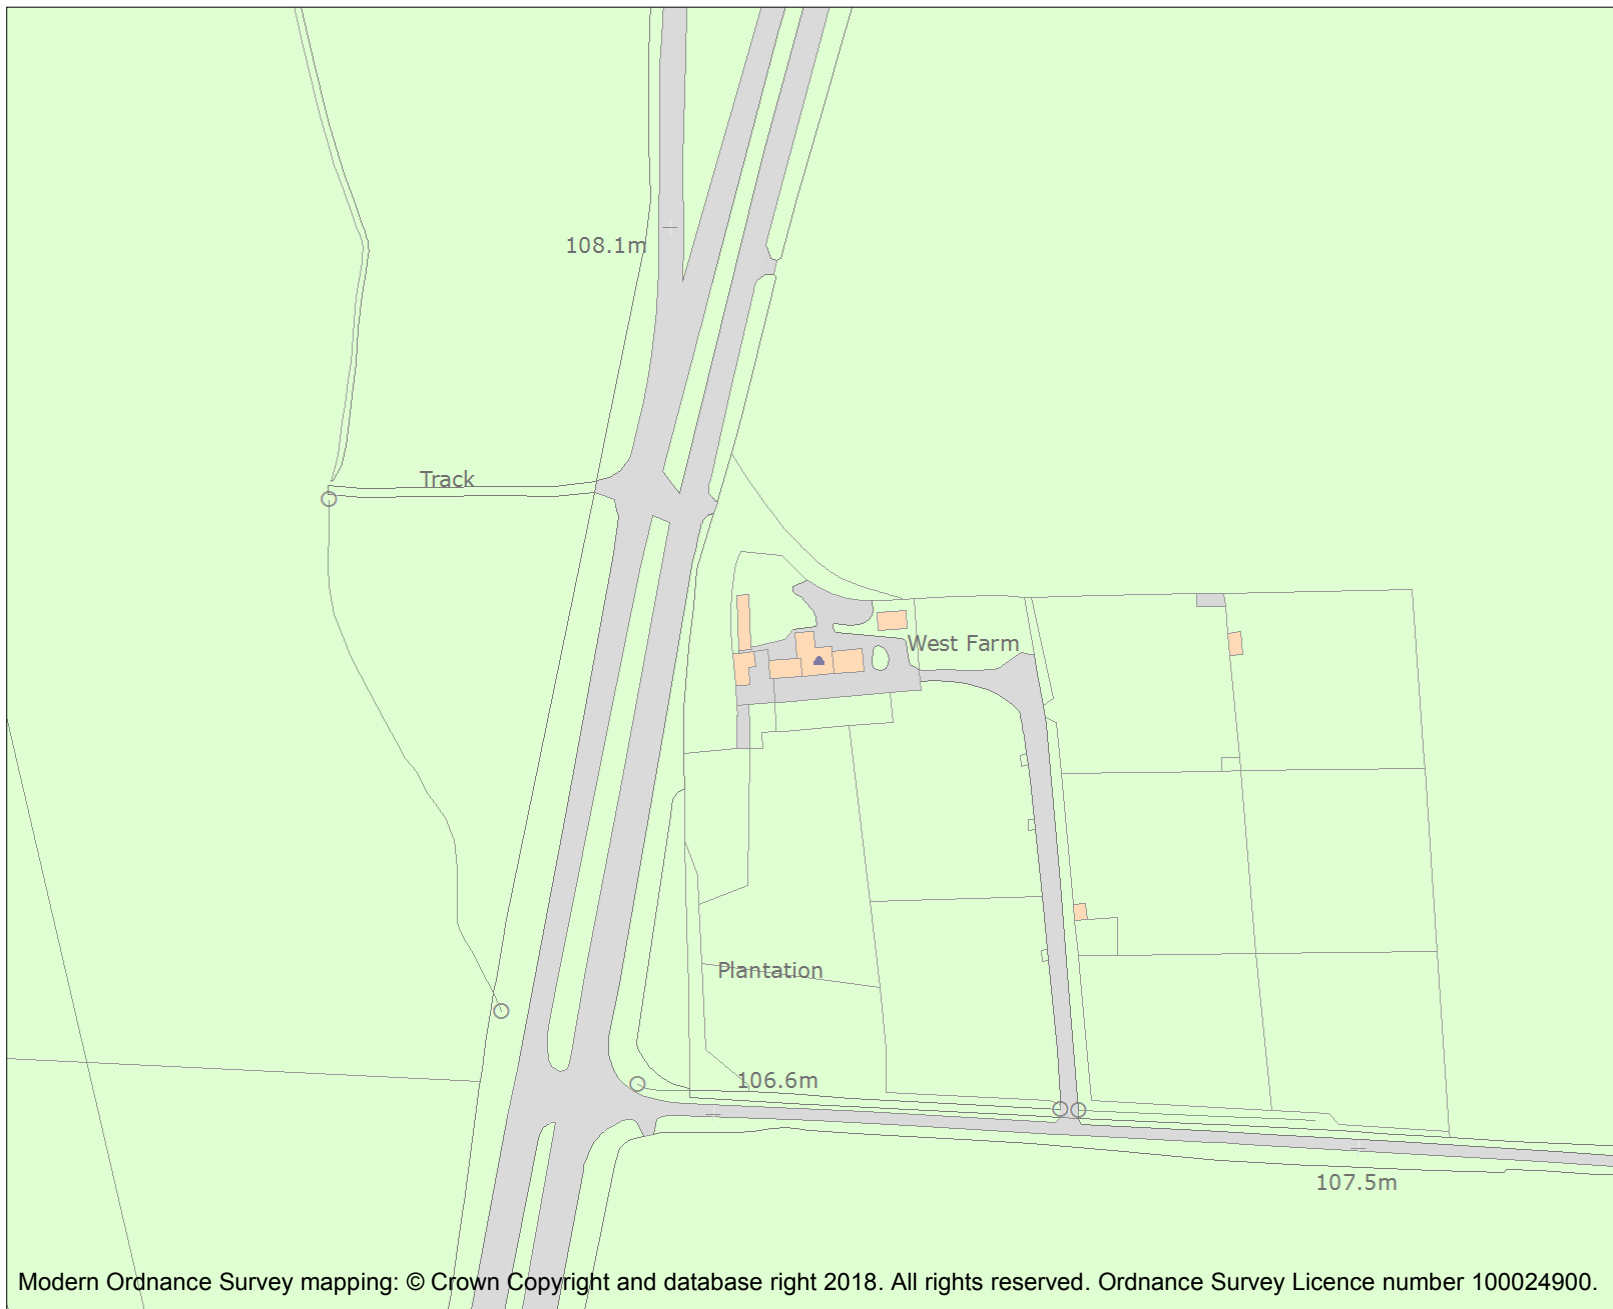 108.1m
Track
West Farm
Plantation
106.6m
107.5m
Modern Ordnance Survey mapping: © Crown Copyright and database right 2018. All rights reserved. Ordnance Survey Licence number 100024900.